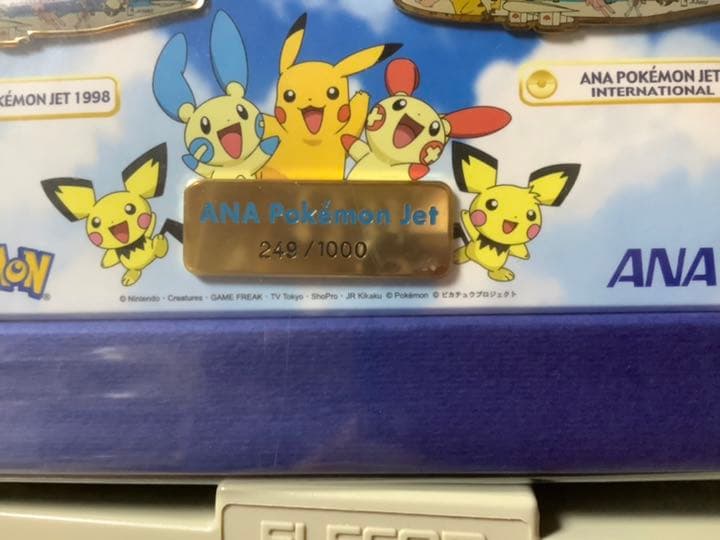 KÉMON JET 1998
ANA POKÉMON JET
INTERNATIONAL
ANA Pokémon Jet
249/1000
MON
ANA
© Nintendo · Creatures · GAME FREAK · TV Tokyo · ShoPro · JR Kikaku © Pokémon © ピカチュウプロジェクト